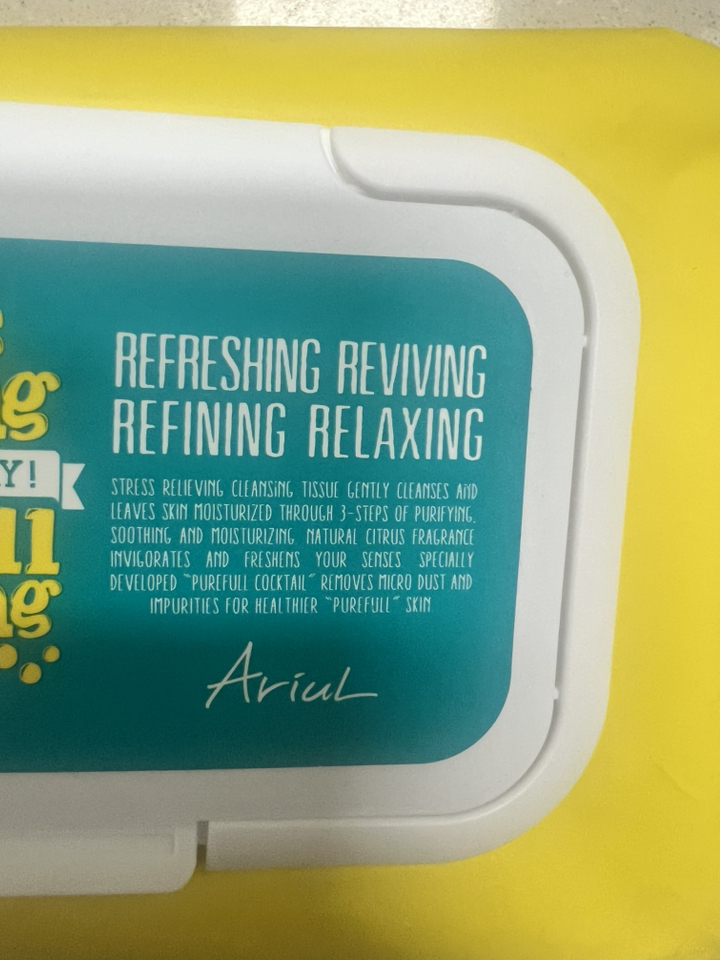 REFRESHING REVIVING
REFINING RELAXING
STRESS RELIEVING CLEANSING TISSUE GENTLY CLEANSES AND
LEAVES SKIN MOISTURIZED THROUGH 3-STEPS OF PURIFYING,
SOOTHING AND MOISTURIZING. NATURAL CITRUS FRAGRANCE
INVIGORATES AND FRESHENS YOUR SENSES SPECIALLY
DEVELOPED "PUREFULL COCKTAIL" REMOVES MICRO DUST AND
IMPURITIES FOR HEALTHIER "PUREFULL" SKIN
Ariul